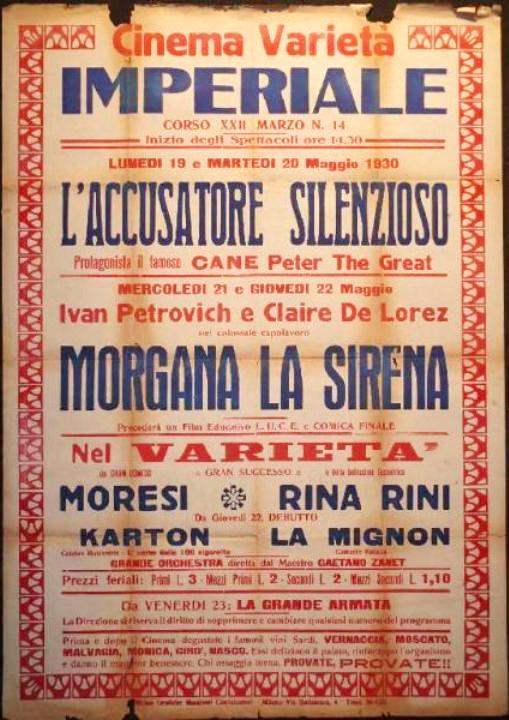 Cinema Varietà
IMPERIALE
CORSO XXII MARZO N. 14
Inizio degli Spettacoli ore 14.30
LUNEDI 19 e MARTEDI 20 Maggio 1930
L'ACCUSATORE SILENZIOSO
Protagonista il famoso CANE Peter The Great
MERCOLEDI 21 e GIOVEDI 22 Maggio
Ivan Petrovich e Claire De Lorez
nel colossale capolavoro
MORGANA LA SIRENA
Precederà un Film Educativo L.U.C.E. e COMICA FINALE
Nel VARIETA'
GRAN SUCCESSO
MORESI RINA RINI
Da Giovedì 22, DEBUTTO
KARTON LA MIGNON
L'uomo dalle 100 sigarette
GRANDE ORCHESTRA diretta dal Maestro GAETANO ZANET
Prezzi feriali: Primi L. 3 - Mezzi Primi L. 2 - Secondi L. 2 - Mezzi Secondi L. 1,10
Da VENERDI 23: LA GRANDE ARMATA
La Direzione si riserva il diritto di sopprimere e cambiare qualsiasi numero del programma
Prima e dopo il Cinema degustate i famosi vini Sardi, VERNACCIA, MOSCATO,
MALVAGIA, MONICA, GIRO', NASCO. Essi deliziano il palato, rinforzano l'organismo
e danno il maggior benessere. Chi assaggia torna. PROVATE, PROVATE!!